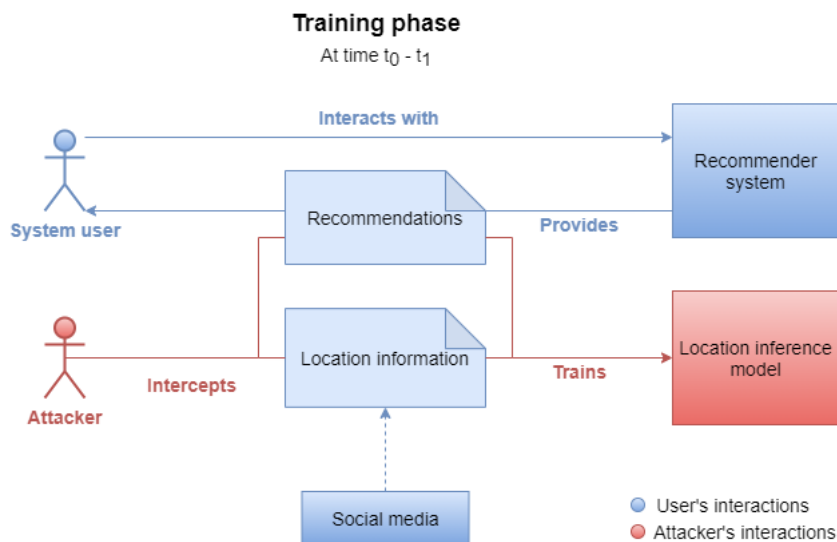 Training phase
At time t0 - t1
Interacts with
Recommender
system
Recommendations
Provides
System user
Location information
Location inference
model
Intercepts
Trains
Attacker
Social media
User's interactions
Attacker's interactions